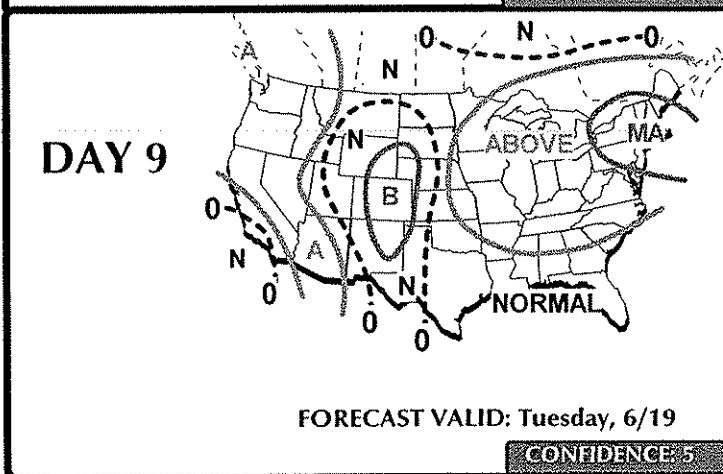 A
N
0
0
N
ABOVE
MA
N
DAY 9
B
0
A
N
N
NORMAL
0
0
0
FORECAST VALID: Tuesday, 6/19
CONFIDENCE: 5